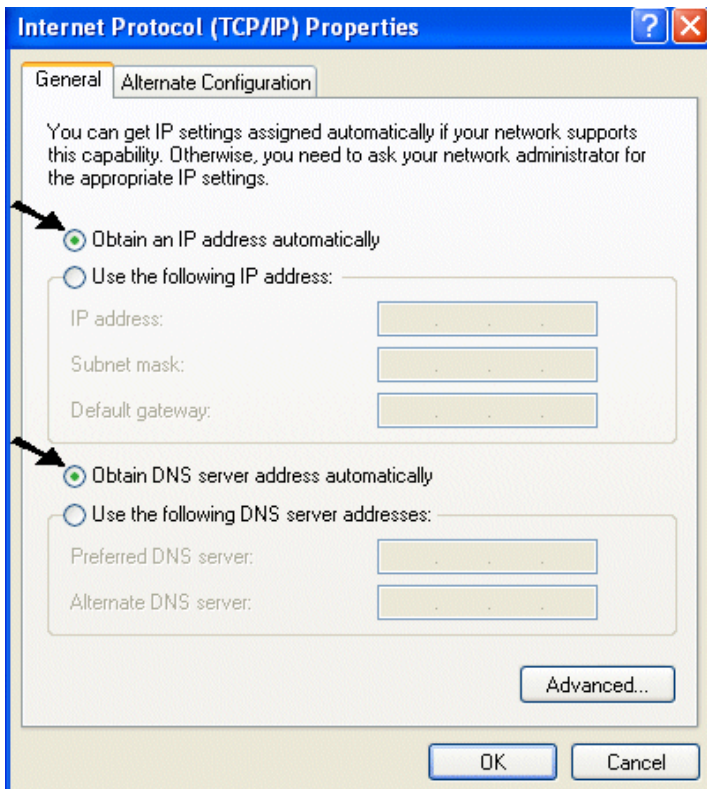 Internet Protocol (TCP/IP) Properties
General
Alternate Configuration
You can get IP settings assigned automatically if your network supports
this capability. Otherwise, you need to ask your network administrator for
the appropriate IP settings.
Obtain an IP address automatically
Use the following IP address:
IP address:
Subnet mask:
Default gateway:
Obtain DNS server address automatically
Use the following DNS server addresses:
Preferred DNS server:
Alternate DNS server:
Advanced...
OK
Cancel